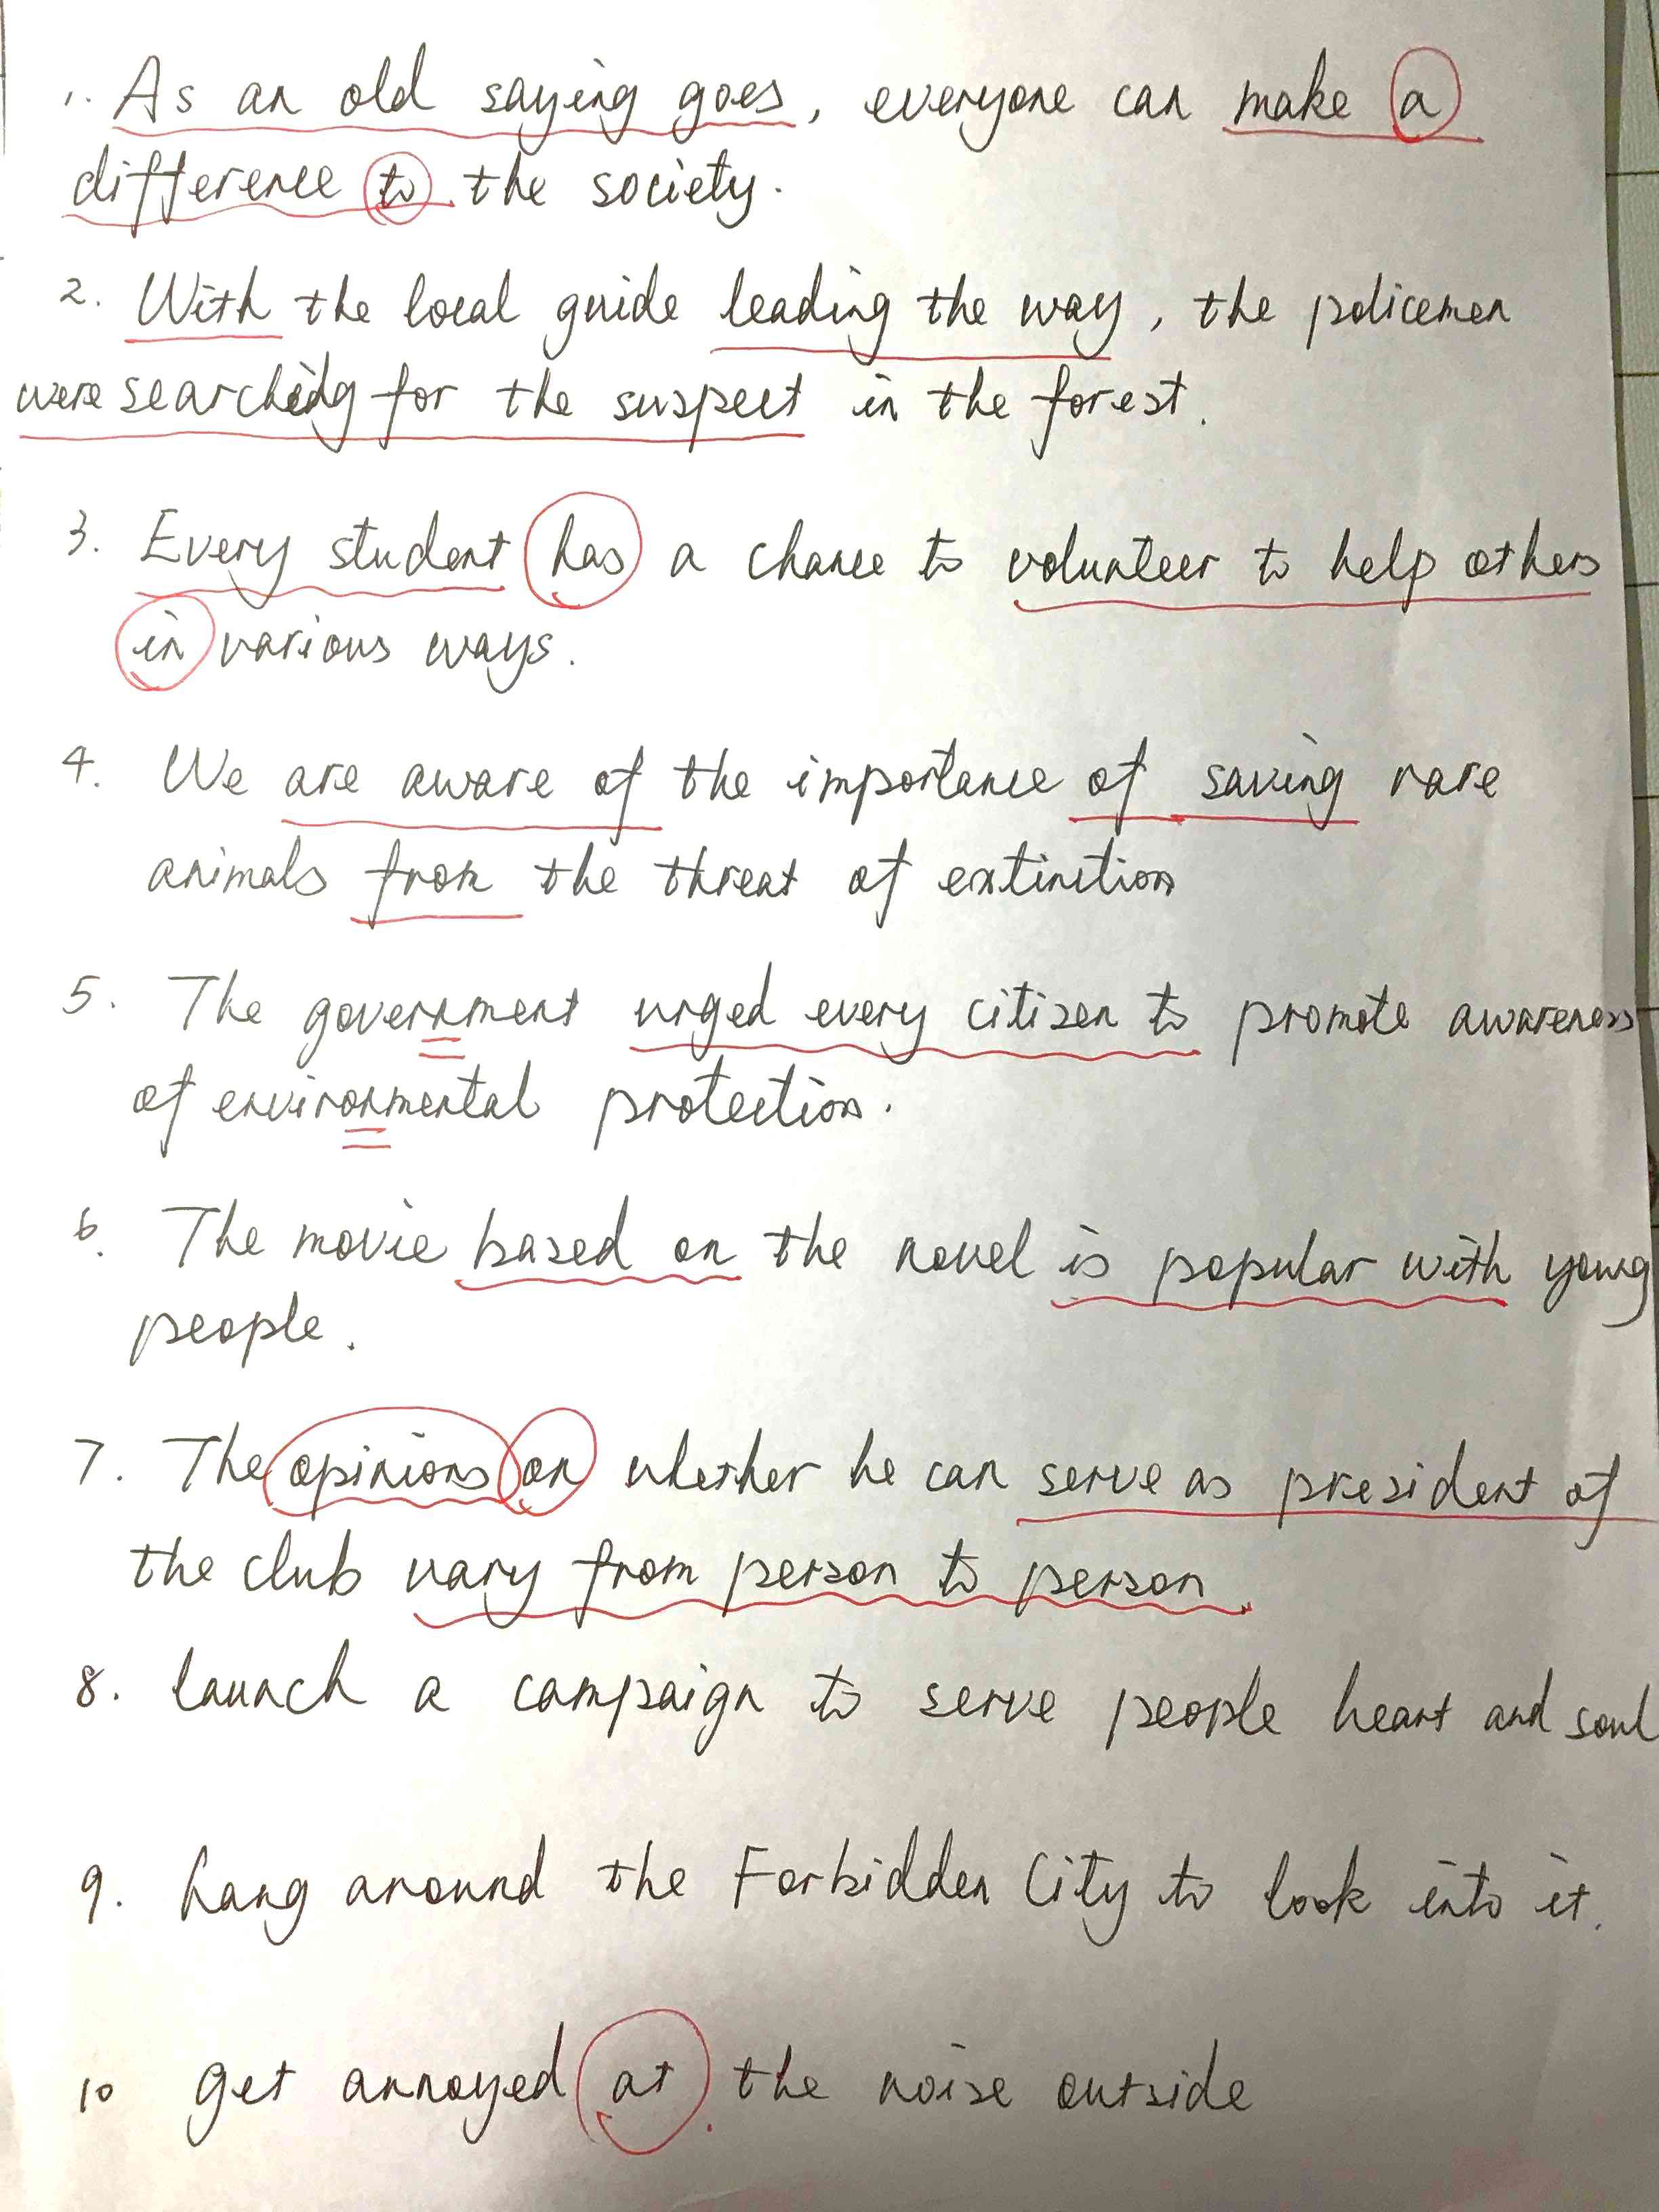 1. As an old saying goes, everyone can make a
difference to the society.
2. With the local guide leading the way, the policemen
were searching for the suspect in the forest.
3. Every student has a chance to volunteer to help others
in various ways.
4. We are aware of the importance of saving rare
animals from the threat of extinction
5. The government urged every citizen to promote awareness
of environmental protection.
6. The movie based on the novel is popular with young
people.
7. The opinions on whether he can serve as president of
the club vary from person to person.
8. launch a campaign to serve people heart and soul
9. hang around the Forbidden City to look into it.
10 get annoyed at the noise outside